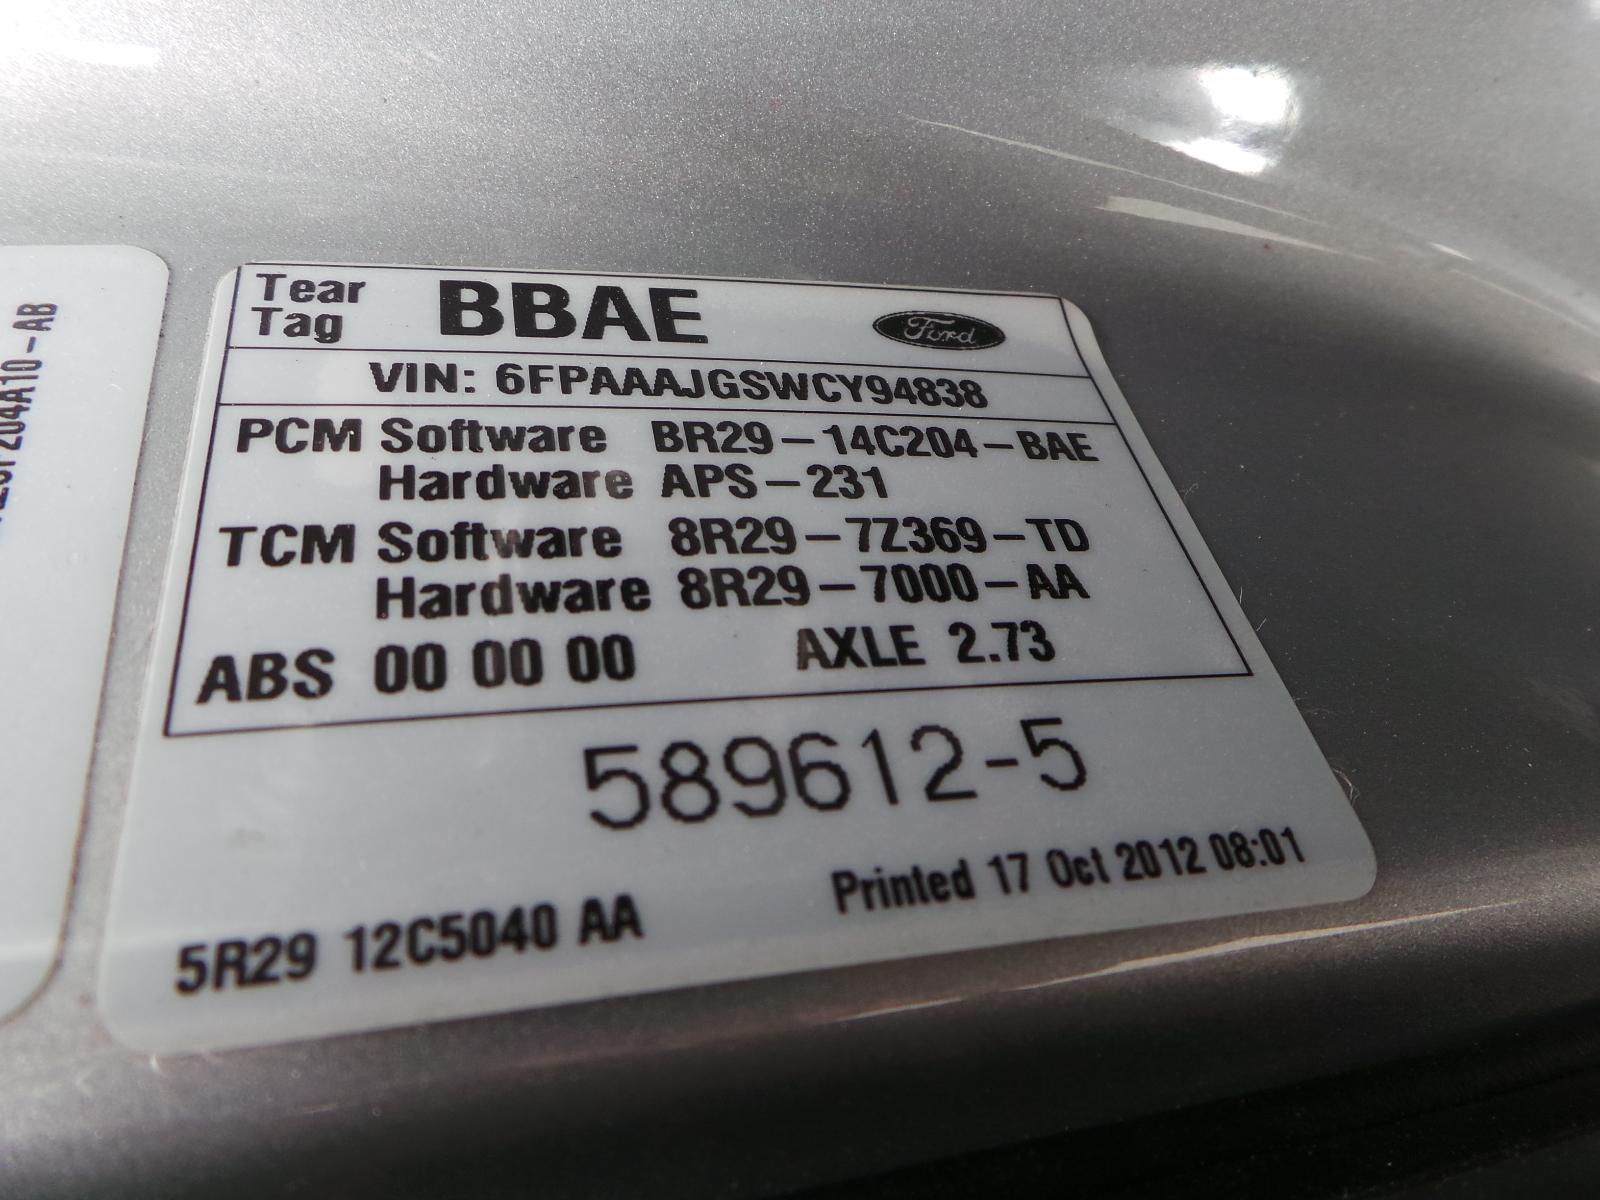 Tear Tag BBAE Ford
VIN: 6FPAAAJGSWCY94838
PCM Software BR29-14C204-BAE
Hardware APS-231
TCM Software 8R29-7Z369-TD
Hardware 8R29-7000-AA
ABS 00 00 00 AXLE 2.73
589612-5
5R29 12C5040 AA Printed 17 Oct 2012 08:01